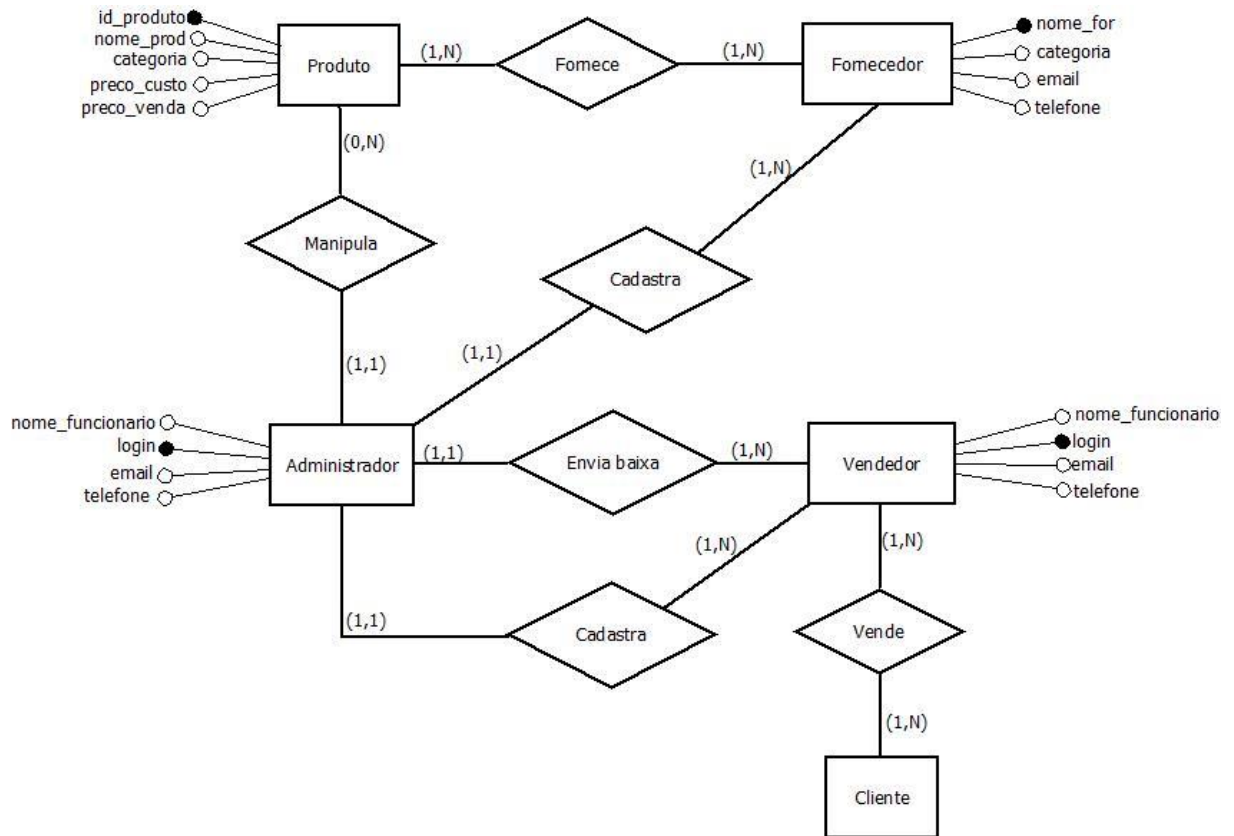 id_produto
nome_prod
categoria
preco_custo
preco_venda
Produto
(1,N)
Fornece
(1,N)
Fornecedor
nome_for
categoria
email
telefone
(0,N)
(1,N)
Manipula
Cadastra
(1,1)
(1,1)
nome_funcionario
login
email
telefone
Administrador
(1,1)
Envia baixa
(1,N)
Vendedor
nome_funcionario
login
email
telefone
(1,N)
(1,N)
(1,1)
Cadastra
Vende
(1,N)
Cliente